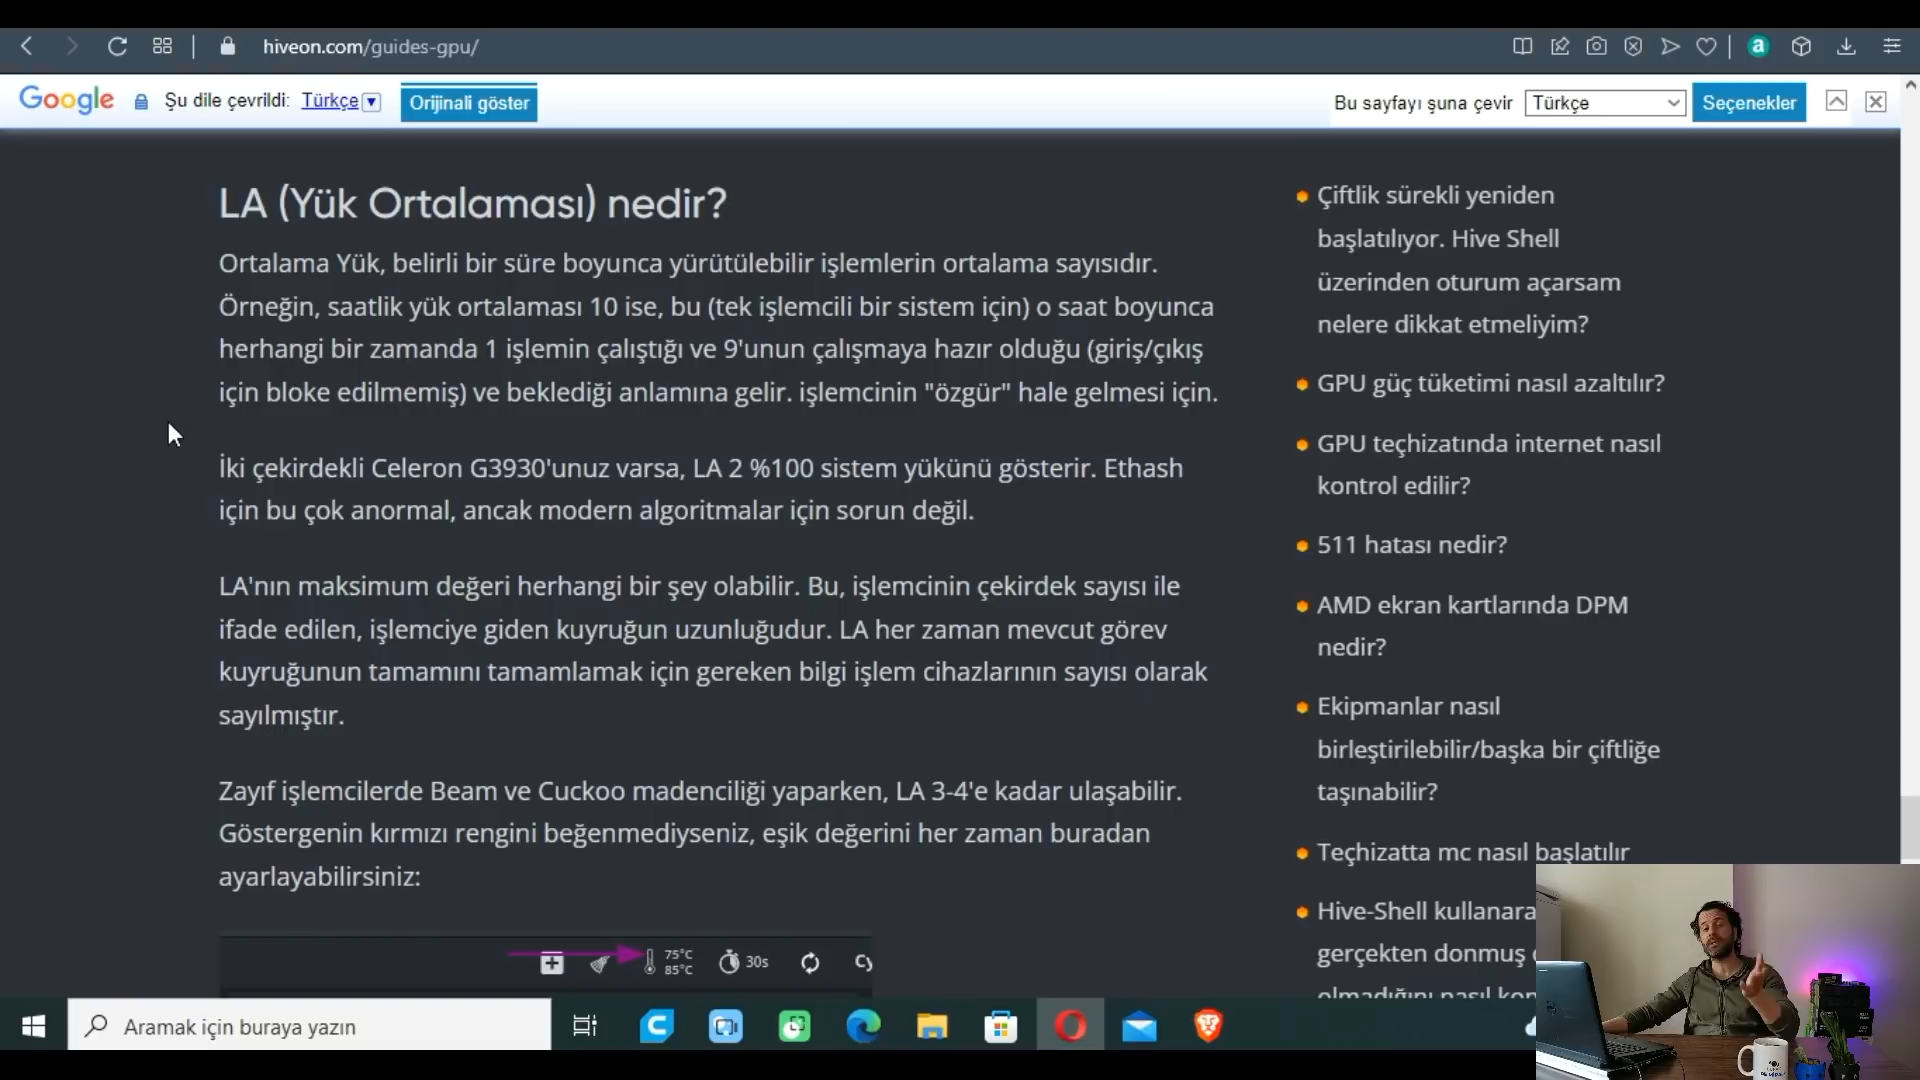 hiveon.com/guides-gpu/
Google
Şu dile çevrildi: Türkçe
Orijinali göster
Bu sayfayı şuna çevir
Türkçe
Seçenekler
LA (Yük Ortalaması) nedir?
Ortalama Yük, belirli bir süre boyunca yürütülebilir işlemlerin ortalama sayısıdır.
Örneğin, saatlik yük ortalaması 10 ise, bu (tek işlemcili bir sistem için) o saat boyunca
herhangi bir zamanda 1 işlemin çalıştığı ve 9'unun çalışmaya hazır olduğu (giriş/çıkış
için bloke edilmemiş) ve beklediği anlamına gelir. işlemcinin "özgür" hale gelmesi için.
İki çekirdekli Celeron G3930'unuz varsa, LA 2 %100 sistem yükünü gösterir. Ethash
için bu çok anormal, ancak modern algoritmalar için sorun değil.
LA'nın maksimum değeri herhangi bir şey olabilir. Bu, işlemcinin çekirdek sayısı ile
ifade edilen, işlemciye giden kuyruğun uzunluğudur. LA her zaman mevcut görev
kuyruğunun tamamını tamamlamak için gereken bilgi işlem cihazlarının sayısı olarak
sayılmıştır.
Zayıf işlemcilerde Beam ve Cuckoo madenciliği yaparken, LA 3-4'e kadar ulaşabilir.
Göstergenin kırmızı rengini beğenmediyseniz, eşik değerini her zaman buradan
ayarlayabilirsiniz:
75°C
85°C
30s
Cy
Çiftlik sürekli yeniden
başlatılıyor. Hive Shell
üzerinden oturum açarsam
nelere dikkat etmeliyim?
GPU güç tüketimi nasıl azaltılır?
GPU teçhizatında internet nasıl
kontrol edilir?
511 hatası nedir?
AMD ekran kartlarında DPM
nedir?
Ekipmanlar nasıl
birleştirilebilir/başka bir çiftliğe
taşınabilir?
Teçhizatta mc nasıl başlatılır
Hive-Shell kullanara
gerçekten donmuş
olmadığını nasıl kon
Aramak için buraya yazın